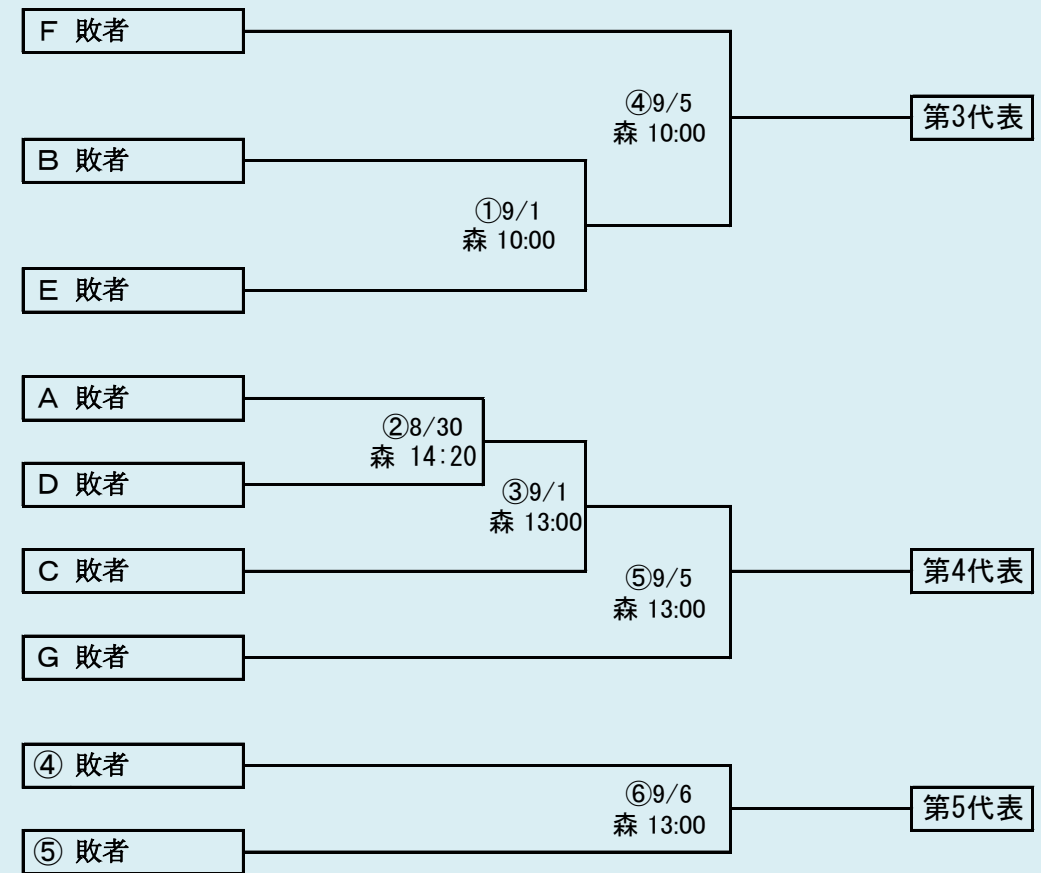 F 敗者
④9/5
森 10:00
第3代表
B 敗者
①9/1
森 10:00
E 敗者
A 敗者
②8/30
森 14:20
D 敗者
③9/1
森 13:00
C 敗者
⑤9/5
森 13:00
第4代表
G 敗者
④ 敗者
⑥9/6
森 13:00
第5代表
⑤ 敗者